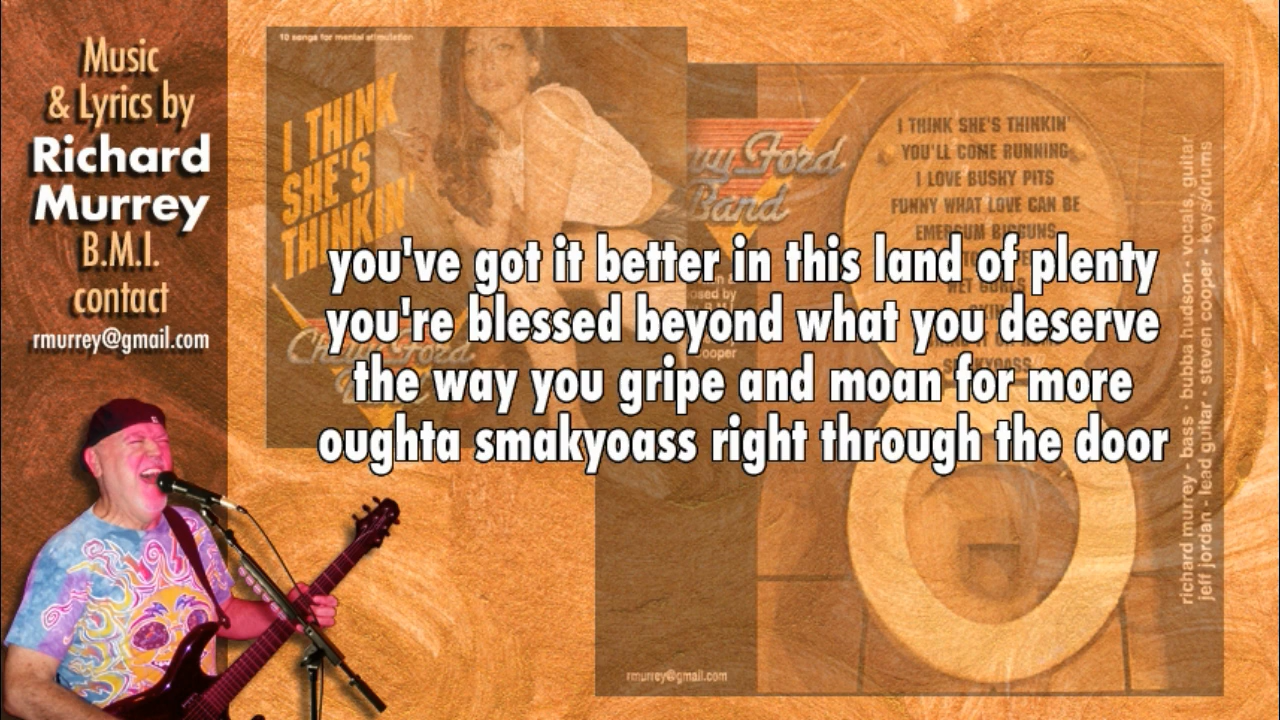 Music
& Lyrics by
Richard
Murrey
B.M.I.
contact
rmurrey@gmail.com
10 songs for mental stimulation
I THINK
SHE'S
THINKIN'
Ford
Band
I THINK SHE'S THINKIN'
YOU'LL COME RUNNING
I LOVE BUSHY PITS
FUNNY WHAT LOVE CAN BE
EMERGUM BIGGUNS
you've got it better in this land of plenty
you're blessed beyond what you deserve
the way you gripe and moan for more
oughta smakyoass right through the door
richard murrey - bass · bubba hudson - vocals, guitar
jeff jordan - lead guitar · steven cooper - keys/drums
rmurrey@gmail.com